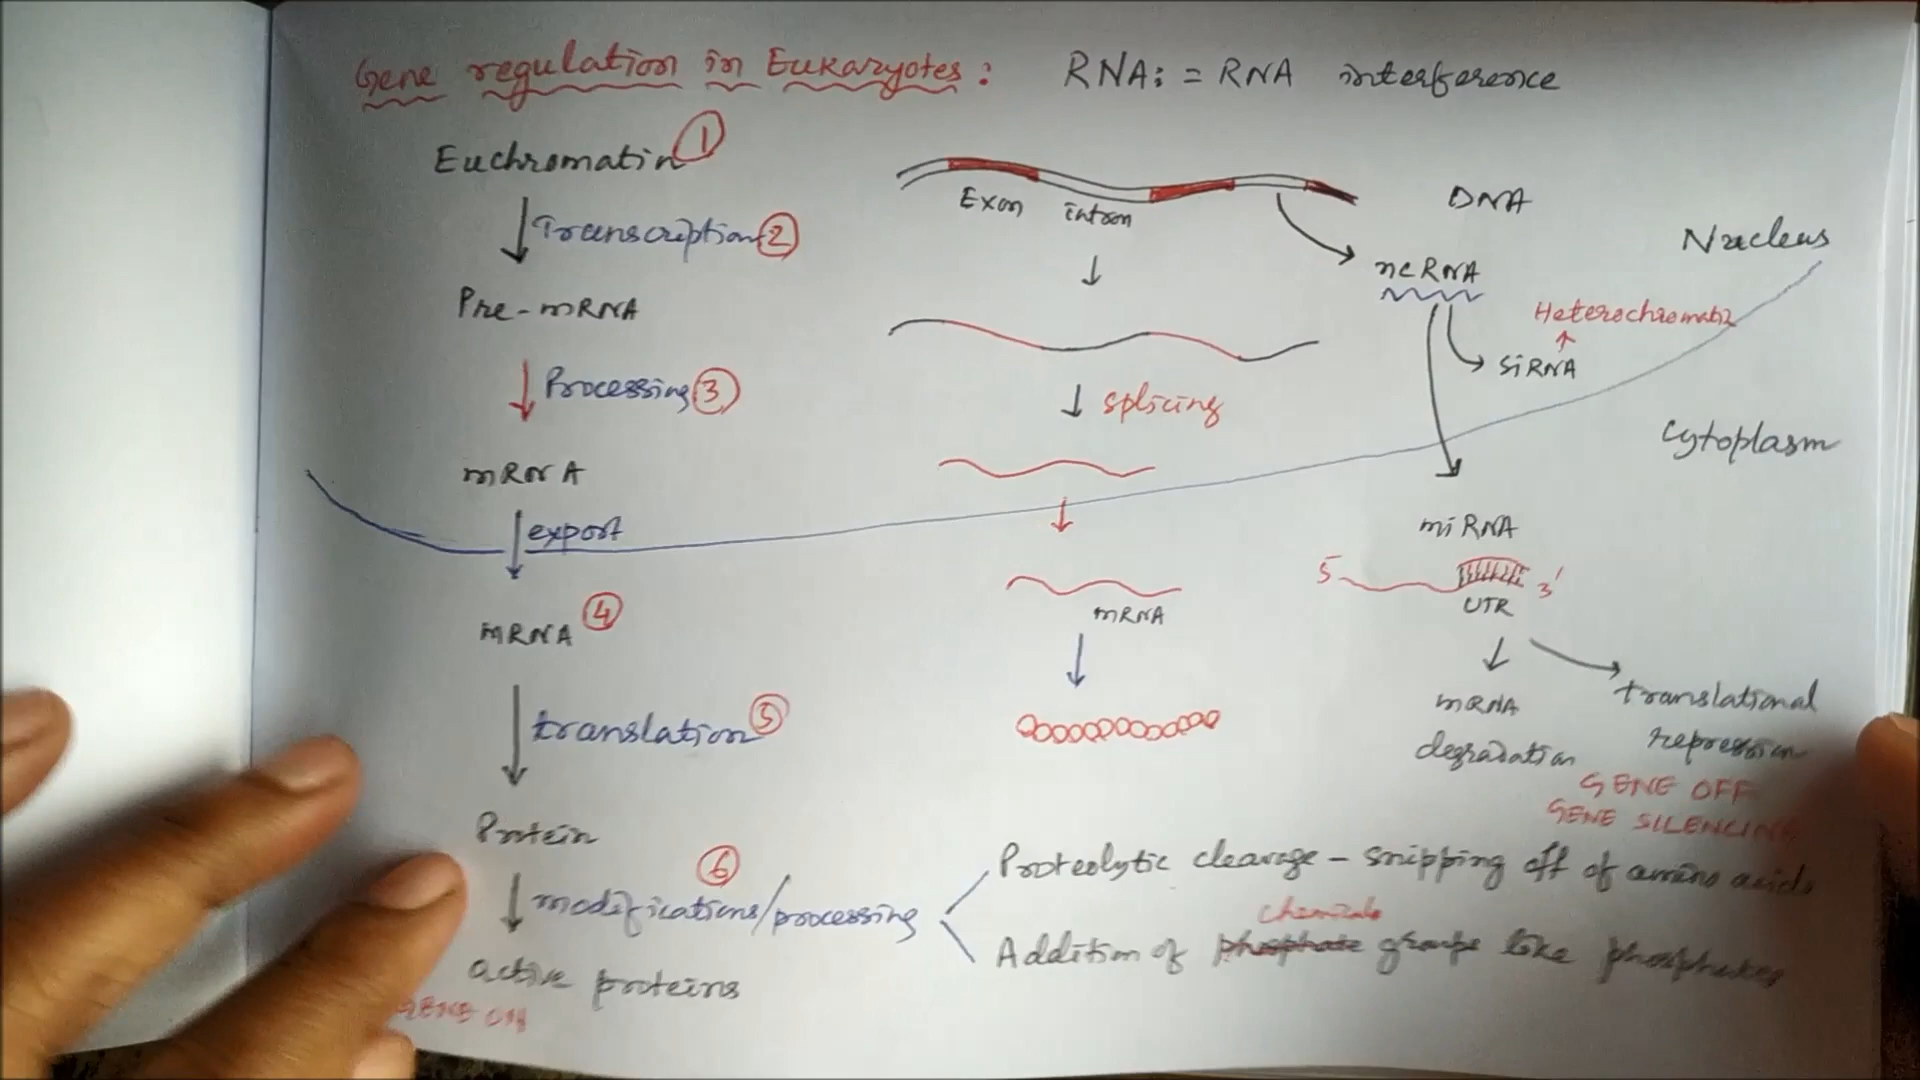 Gene regulation in Eukaryotes: RNAi = RNA interference
Euchromatin 1
Transcription 2
Pre-mRNA
Processing 3
mRNA
export
mRNA 4
translation 5
Protein
6
modifications/processing
active proteins
GENE ON
Exon intron
DNA
splicing
mRNA
Nucleus
ncRNA
Heterochromatin
siRNA
Cytoplasm
miRNA
5 3'
UTR
mRNA
degradation
translational
repression
GENE OFF
GENE SILENCING
Proteolytic cleavage - snipping off of amino acids
chemicals
Addition of phosphate groups like phosphates